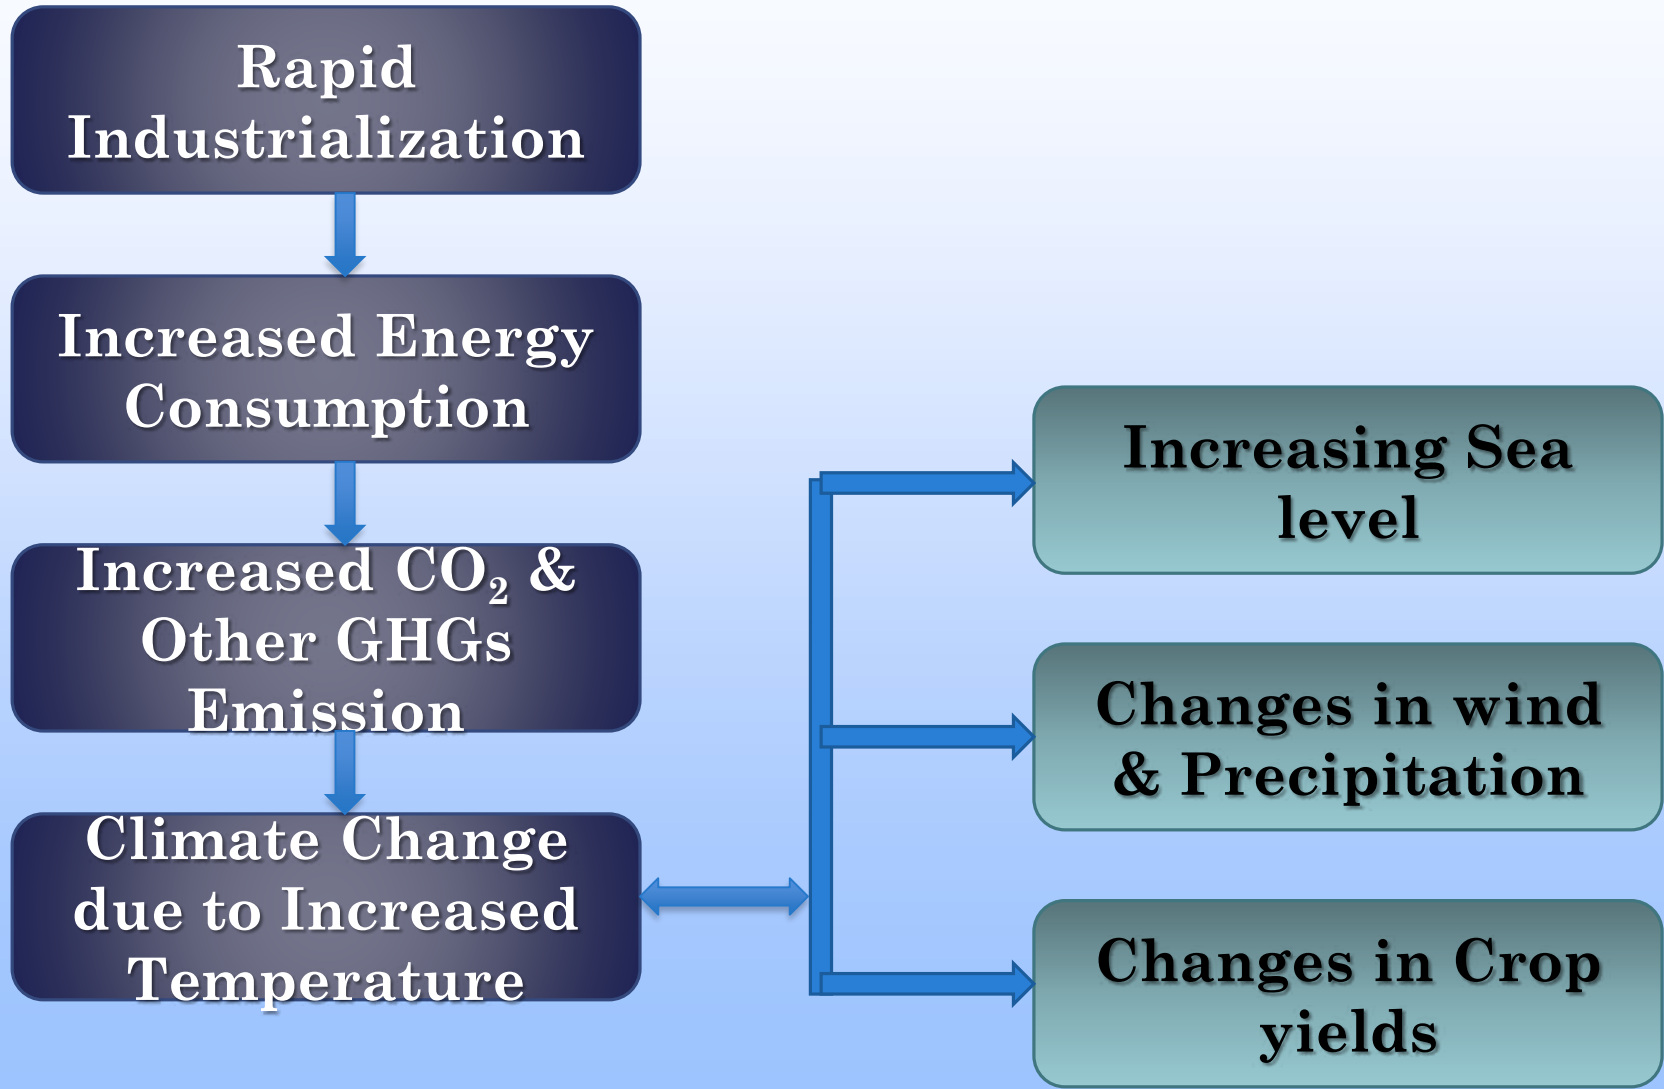 Rapid
Industrialization
Increased Energy
Consumption
Increased CO₂ &
Other GHGs
Emission
Climate Change
due to Increased
Temperature
Increasing Sea
level
Changes in wind
& Precipitation
Changes in Crop
yields